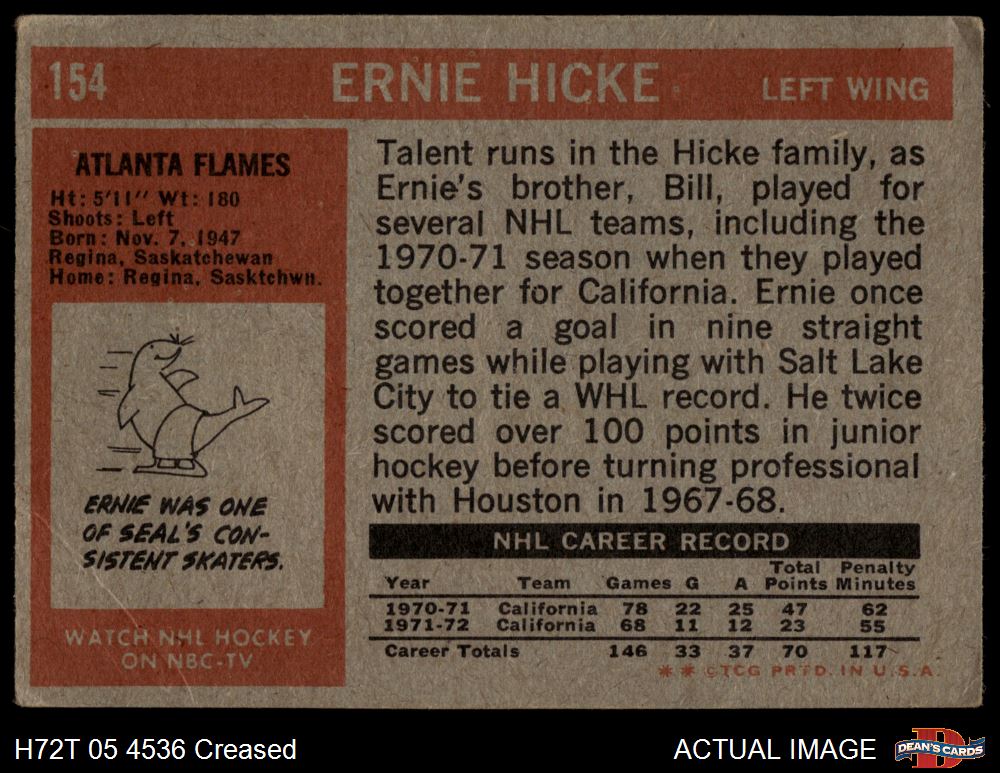 154 ERNIE HICKE LEFT WING
ATLANTA FLAMES
Ht: 5'11" Wt: 180
Shoots: Left
Born: Nov. 7, 1947
Regina, Saskatchewan
Home: Regina, Sasktchwn.
ERNIE WAS ONE
OF SEAL'S CON-
SISTENT SKATERS.
WATCH NHL HOCKEY
ON NBC-TV
Talent runs in the Hicke family, as
Ernie's brother, Bill, played for
several NHL teams, including the
1970-71 season when they played
together for California. Ernie once
scored a goal in nine straight
games while playing with Salt Lake
City to tie a WHL record. He twice
scored over 100 points in junior
hockey before turning professional
with Houston in 1967-68.
NHL CAREER RECORD
Total Penalty
Year Team Games G A Points Minutes
1970-71 California 78 22 25 47 62
1971-72 California 68 11 12 23 55
Career Totals 146 33 37 70 117
** ©TCG PRTD. IN U.S.A.
H72T 05 4536 Creased
ACTUAL IMAGE
D
DEAN'S CARDS